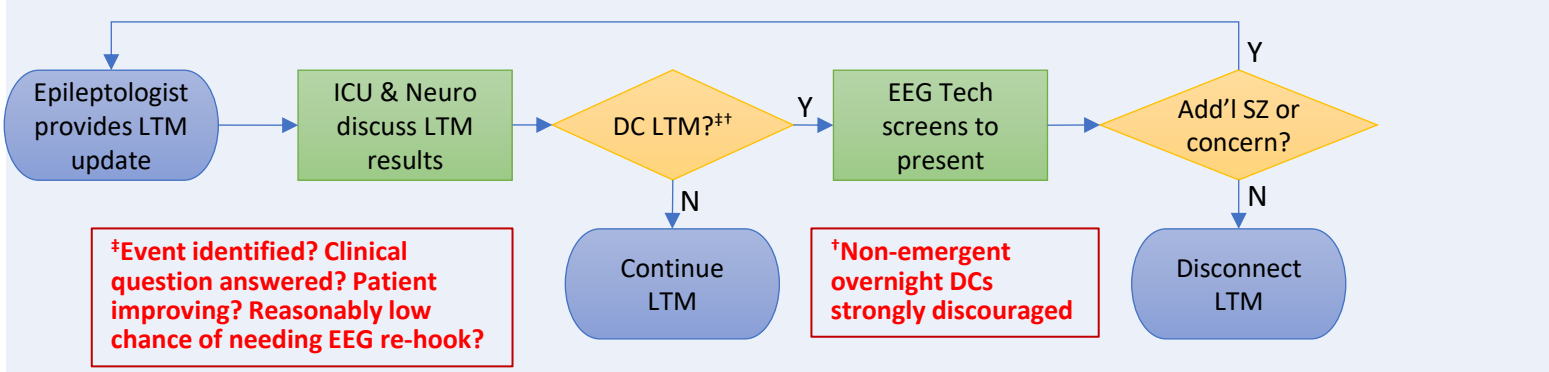 Y
Epileptologist
provides LTM
update
ICU & Neuro
discuss LTM
results
DC LTM?‡†
Y
EEG Tech
screens to
present
Add’l SZ or
concern?
N
N
‡Event identified? Clinical
question answered? Patient
improving? Reasonably low
chance of needing EEG re-hook?
Continue
LTM
†Non-emergent
overnight DCs
strongly discouraged
Disconnect
LTM